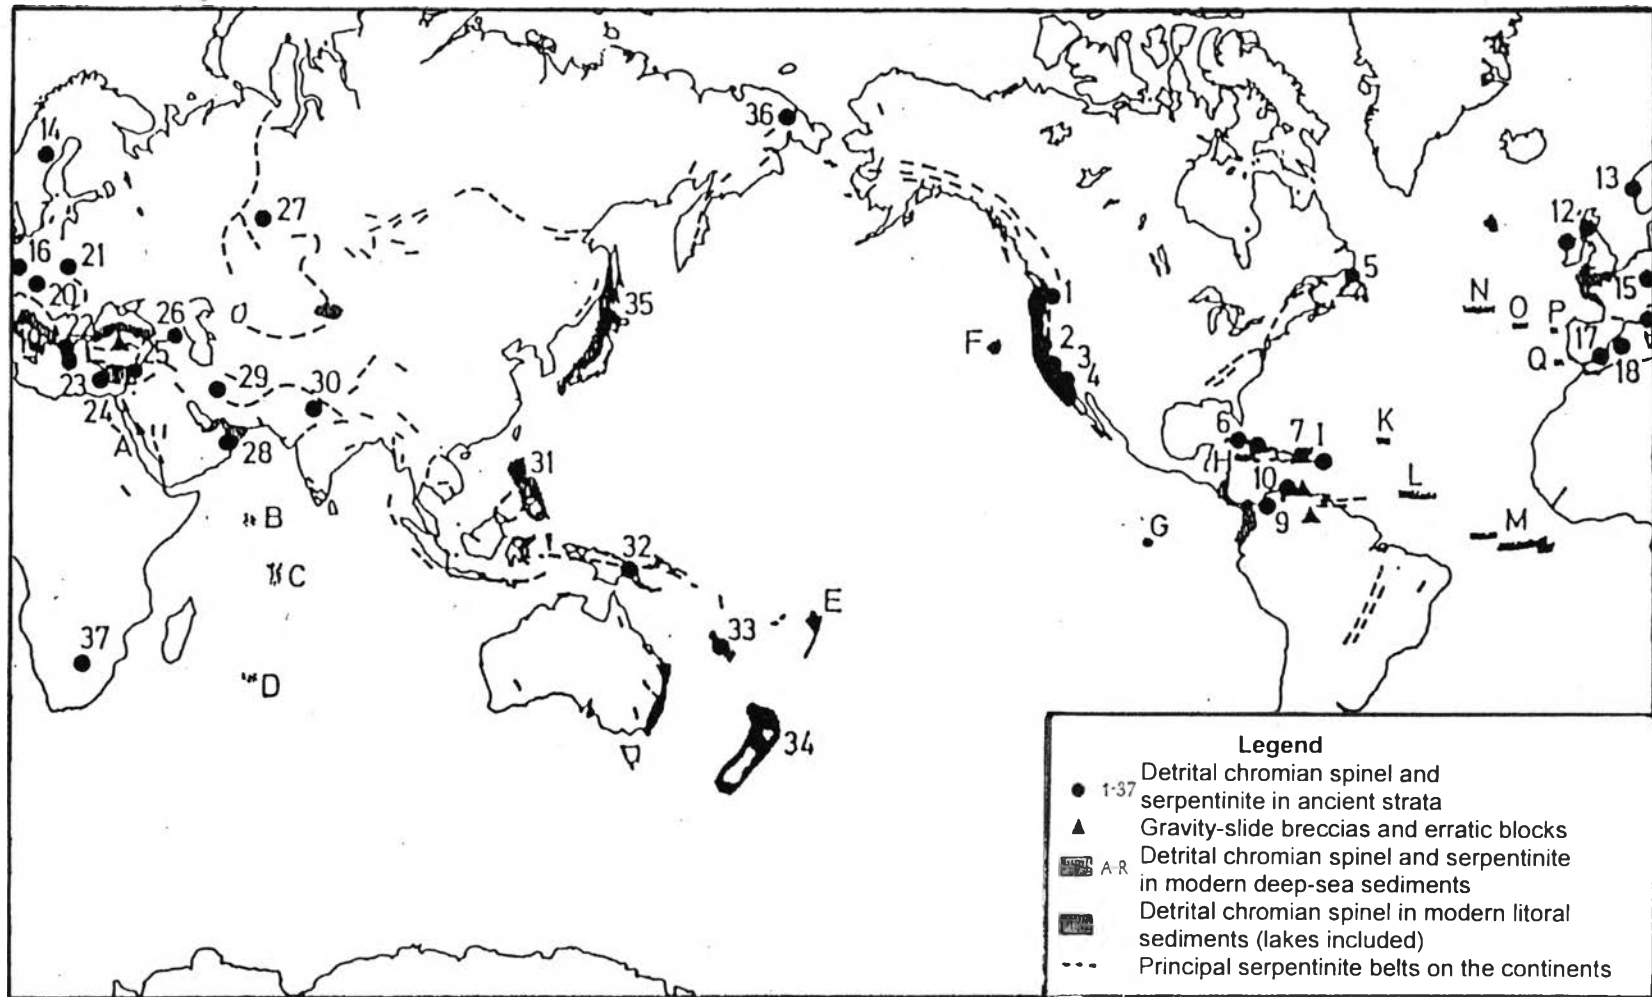 36
14
13
27
12
16
21
5
20
1
15
N
O
P
26
35
22
F
2
17
19
3
25
4
Q
18
23
29
30
24
K
6
7
I
A
28
H
31
10
L
9
B
M
G
32
C
E
33
37
D
34
Legend
1-37 Detrital chromian spinel and
serpentinite in ancient strata
Gravity-slide breccias and erratic blocks
A-R Detrital chromian spinel and serpentinite
in modern deep-sea sediments
Detrital chromian spinel in modern litoral
sediments (lakes included)
Principal serpentinite belts on the continents